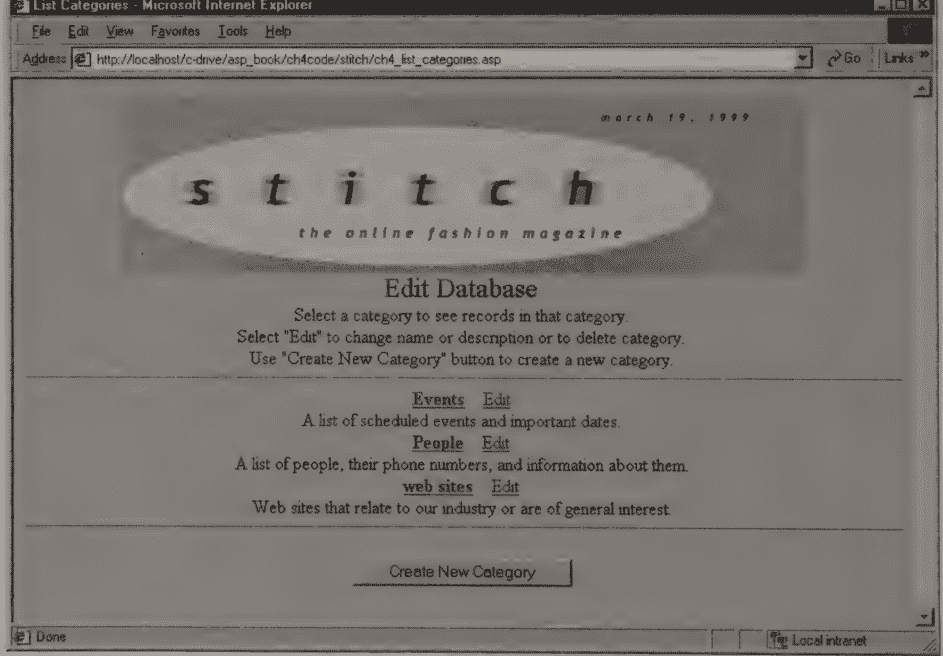 List Categories - Microsoft Internet Explorer
File Edit View Favorites Tools Help
Address http://localhost/c-drive/asp_book/ch4code/stitch/ch4_list_categories.asp Go Links »
march 19, 1999
stitch
the online fashion magazine
Edit Database
Select a category to see records in that category.
Select "Edit" to change name or description or to delete category.
Use "Create New Category" button to create a new category.
Events Edit
A list of scheduled events and important dates.
People Edit
A list of people, their phone numbers, and information about them.
web sites Edit
Web sites that relate to our industry or are of general interest.
Create New Category
Done Local intranet